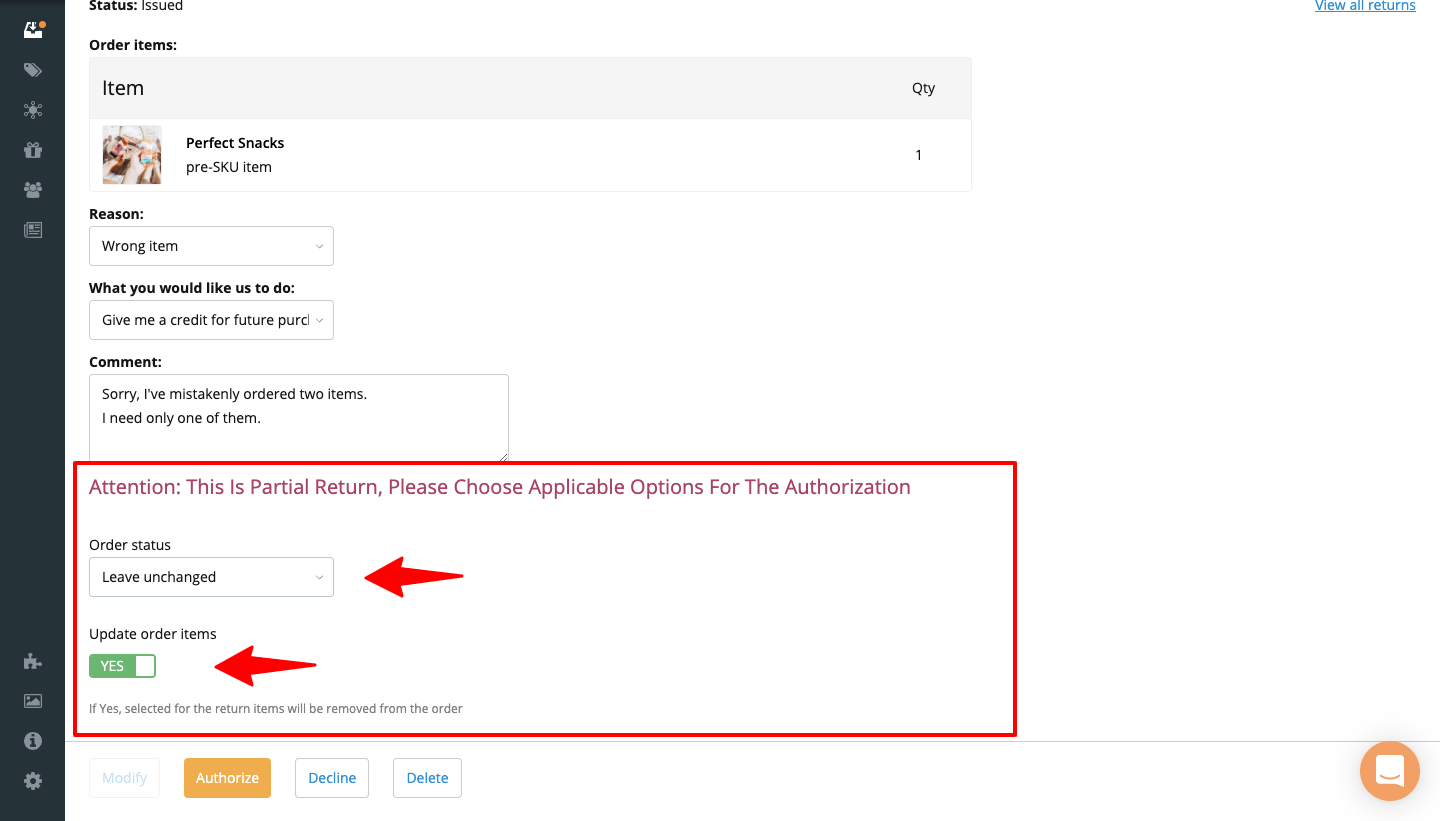 Status: Issued
View all returns
Order items:
Item
Qty
Perfect Snacks
pre-SKU item
1
Reason:
Wrong item
What you would like us to do:
Give me a credit for future purcl
Comment:
Sorry, I've mistakenly ordered two items.
I need only one of them.
Attention: This Is Partial Return, Please Choose Applicable Options For The Authorization
Order status
Leave unchanged
Update order items
YES
If Yes, selected for the return items will be removed from the order
Modify
Authorize
Decline
Delete